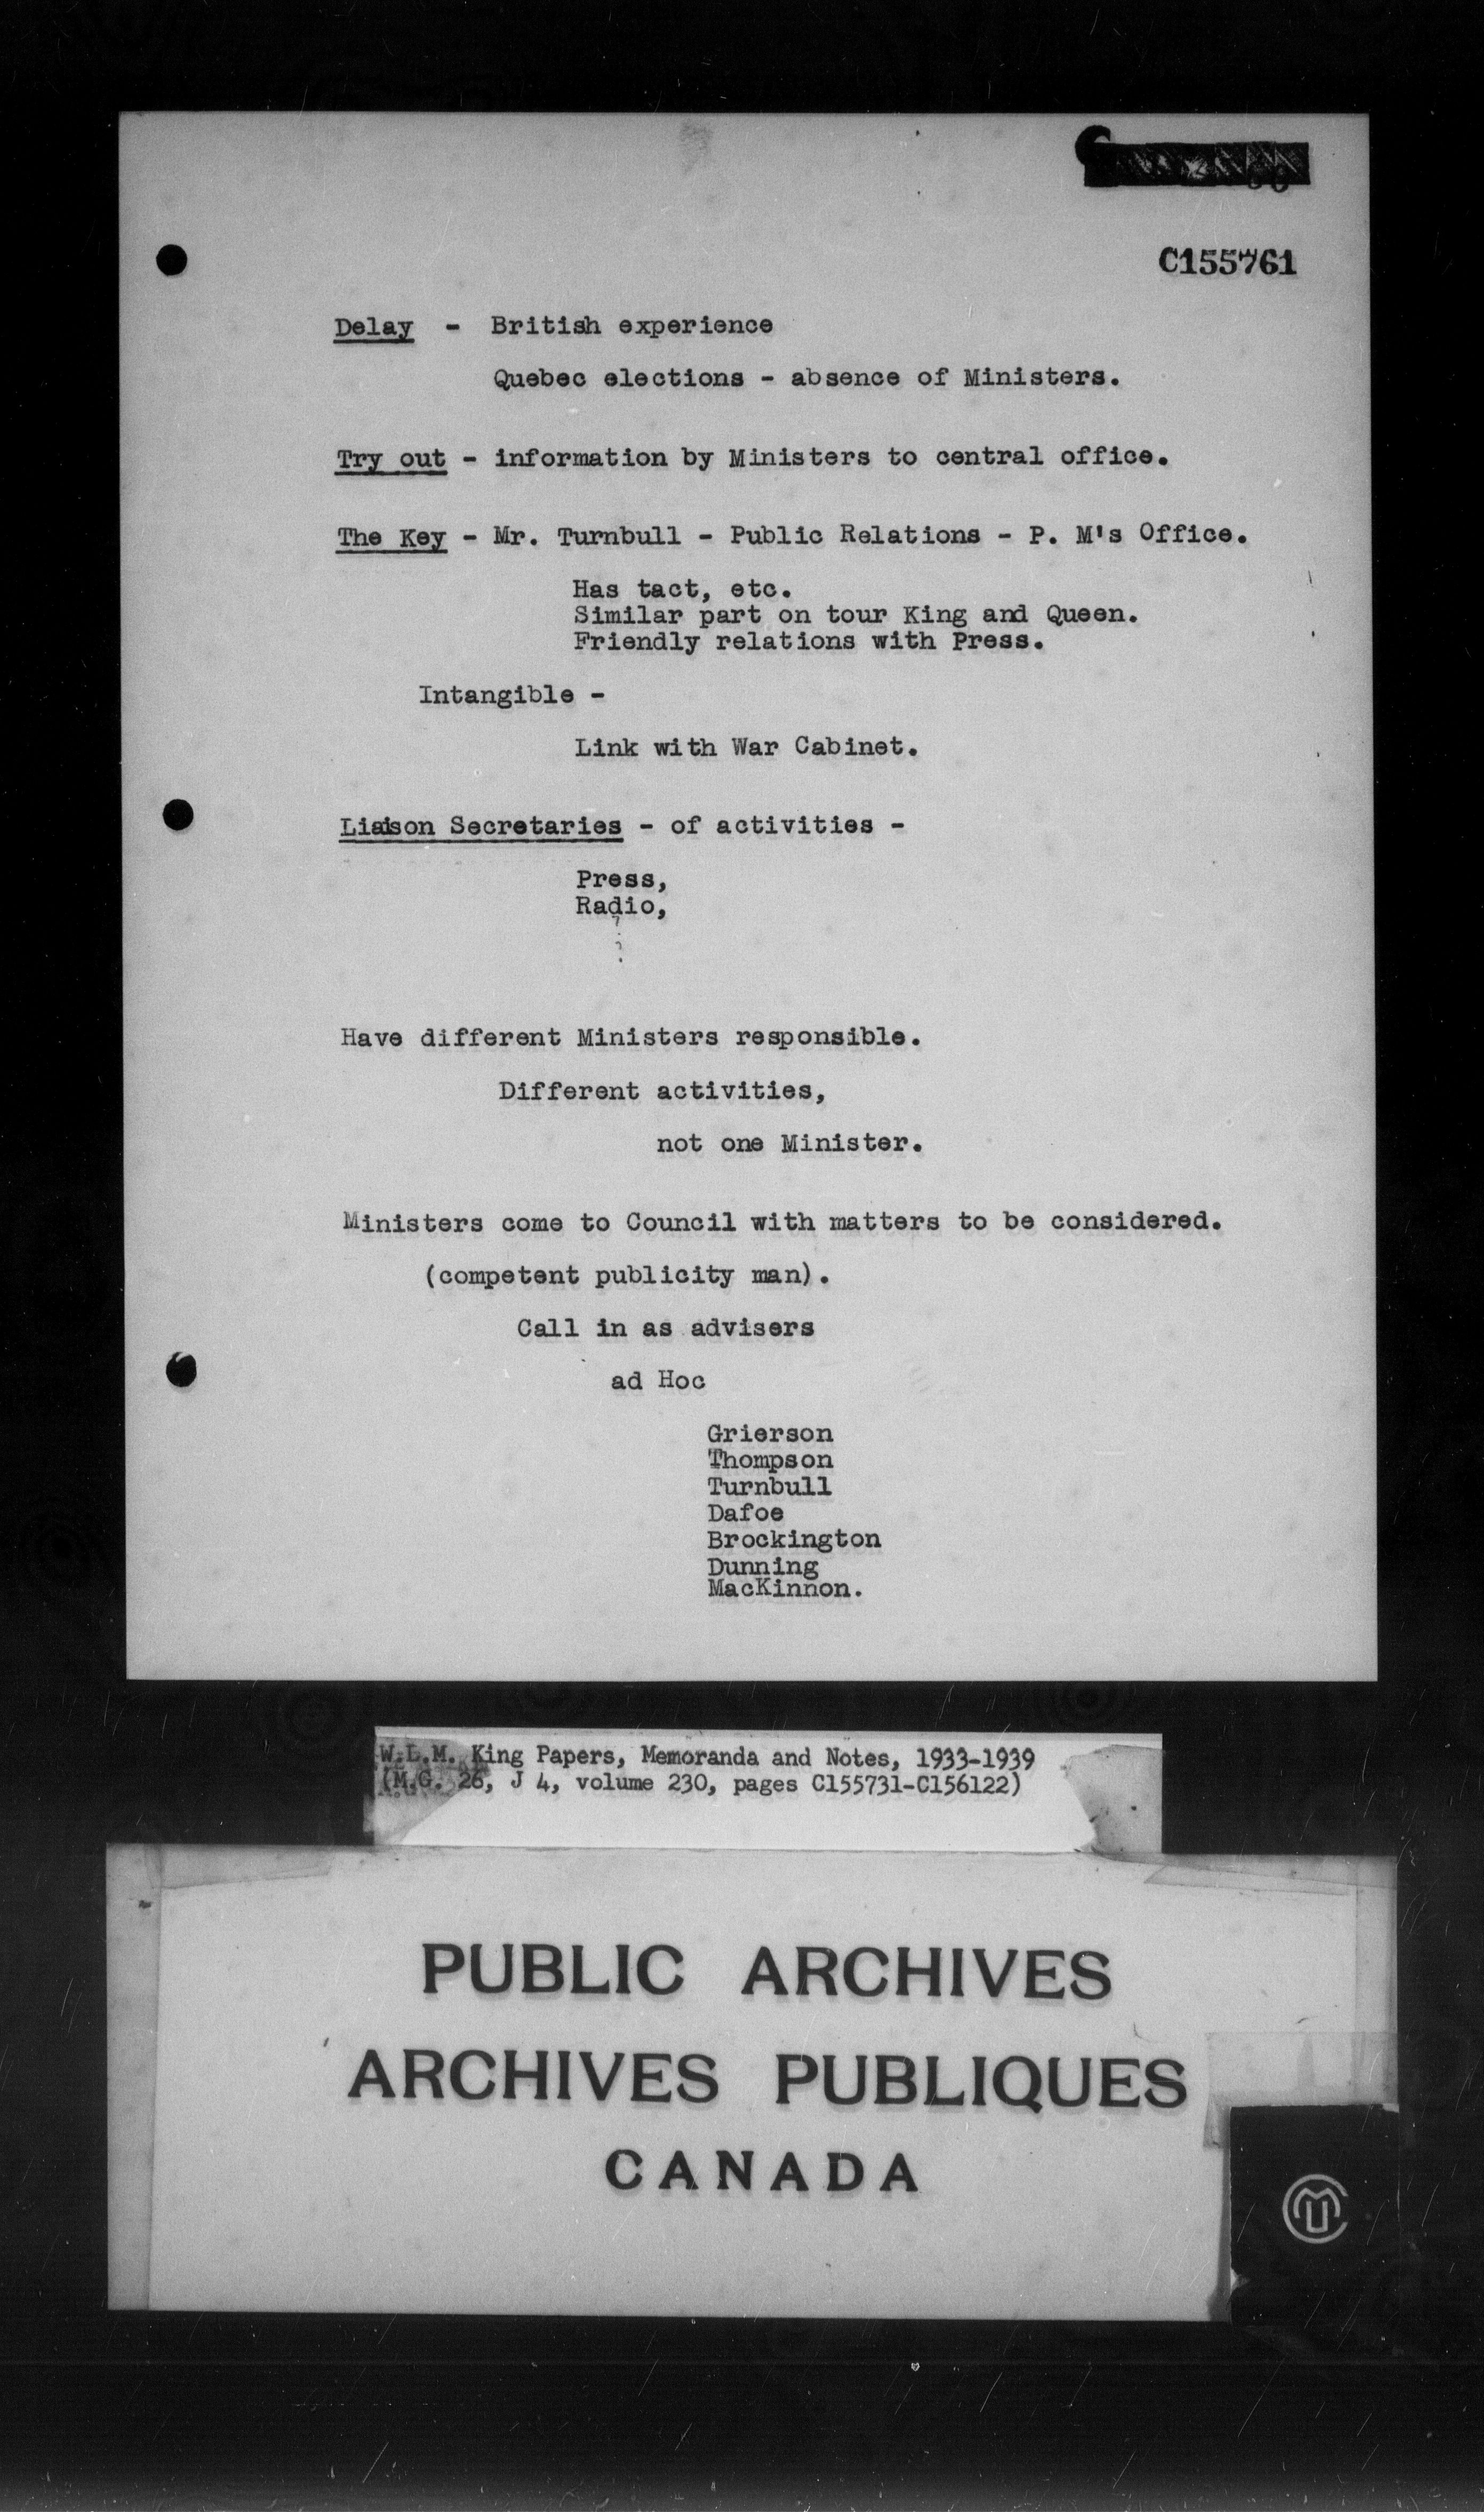 C155761
Delay - British experience
Quebec elections - absence of Ministers.
Try out - information by Ministers to central office.
The Key - Mr. Turnbull - Public Relations - P. M's Office.
Has tact, etc.
Similar part on tour King and Queen.
Friendly relations with Press.
Intangible -
Link with War Cabinet.
Liaison Secretaries - of activities -
Press,
Radio,
Have different Ministers responsible.
Different activities,
not one Minister.
Ministers come to Council with matters to be considered.
(competent publicity man).
Call in as advisers
ad Hoc
Grierson
Thompson
Turnbull
Dafoe
Brockington
Dunning
MacKinnon.
W.L.M. King Papers, Memoranda and Notes, 1933-1939
(M.G. 26, J 4, volume 230, pages C155731-C156122)
PUBLIC ARCHIVES
ARCHIVES PUBLIQUES
CANADA